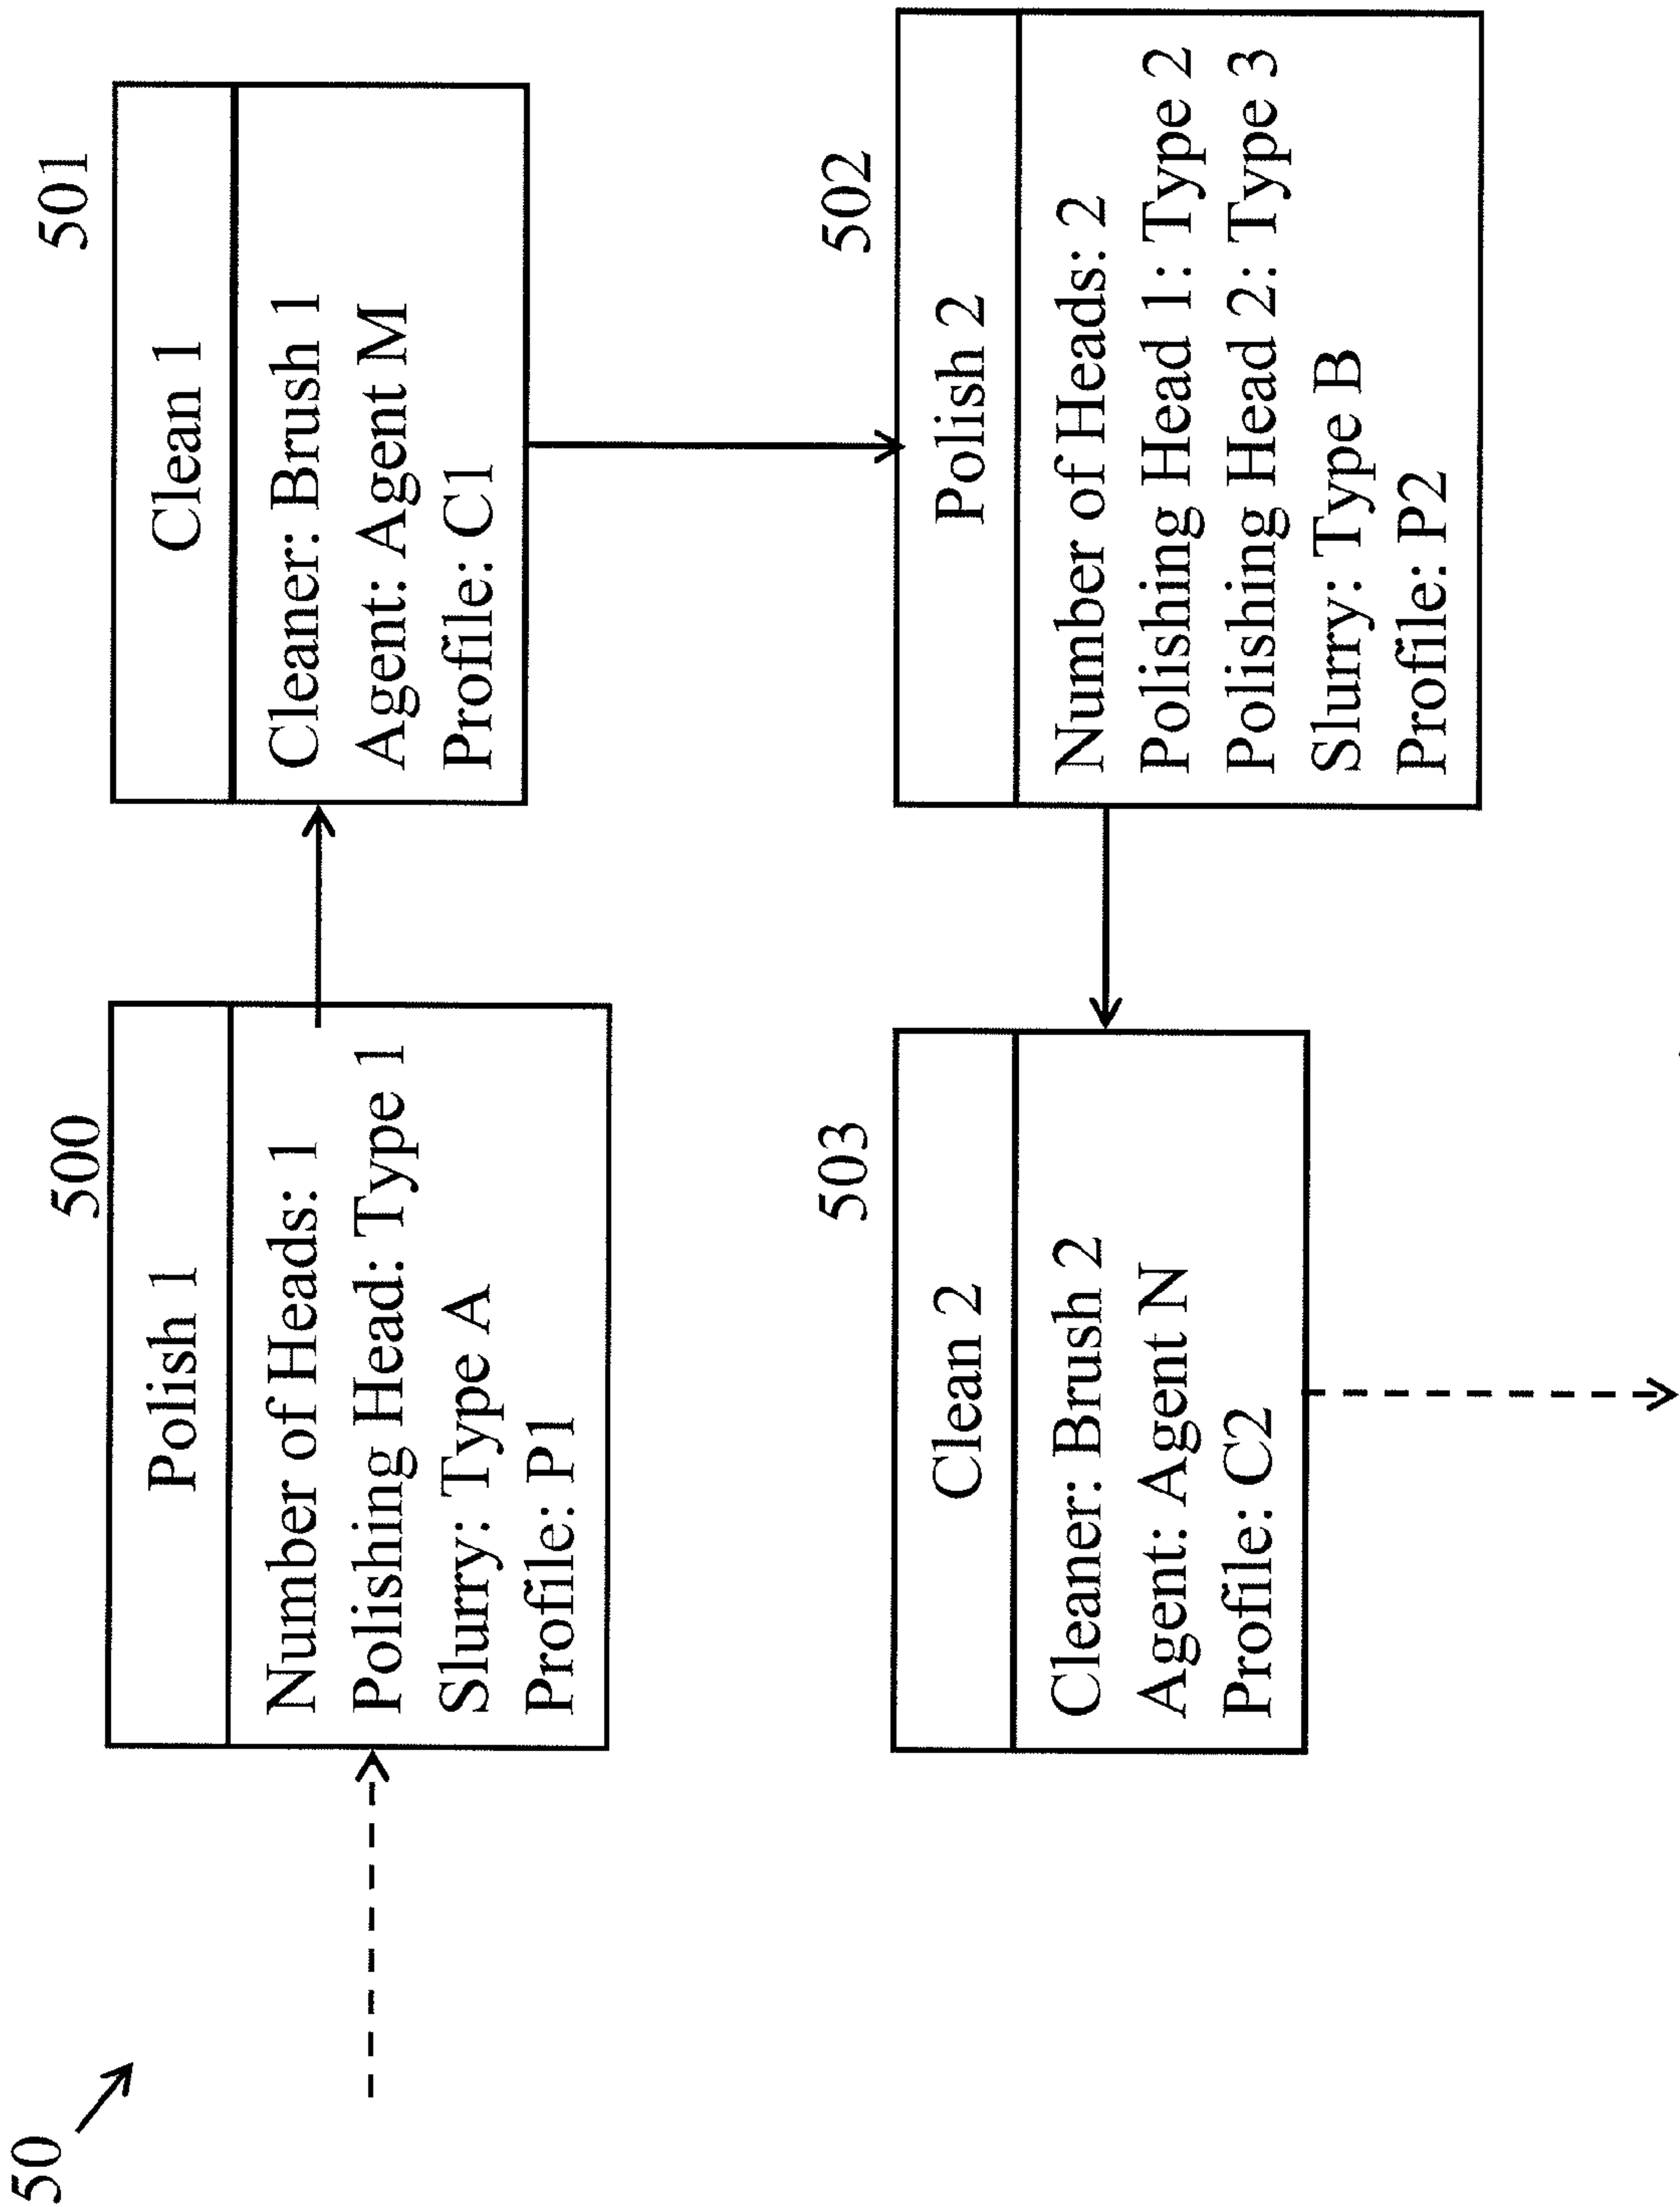 50
500
Polish 1
Number of Heads: 1
Polishing Head: Type 1
Slurry: Type A
Profile: P1
501
Clean 1
Cleaner: Brush 1
Agent: Agent M
Profile: C1
502
Polish 2
Number of Heads: 2
Polishing Head 1: Type 2
Polishing Head 2: Type 3
Slurry: Type B
Profile: P2
503
Clean 2
Cleaner: Brush 2
Agent: Agent N
Profile: C2